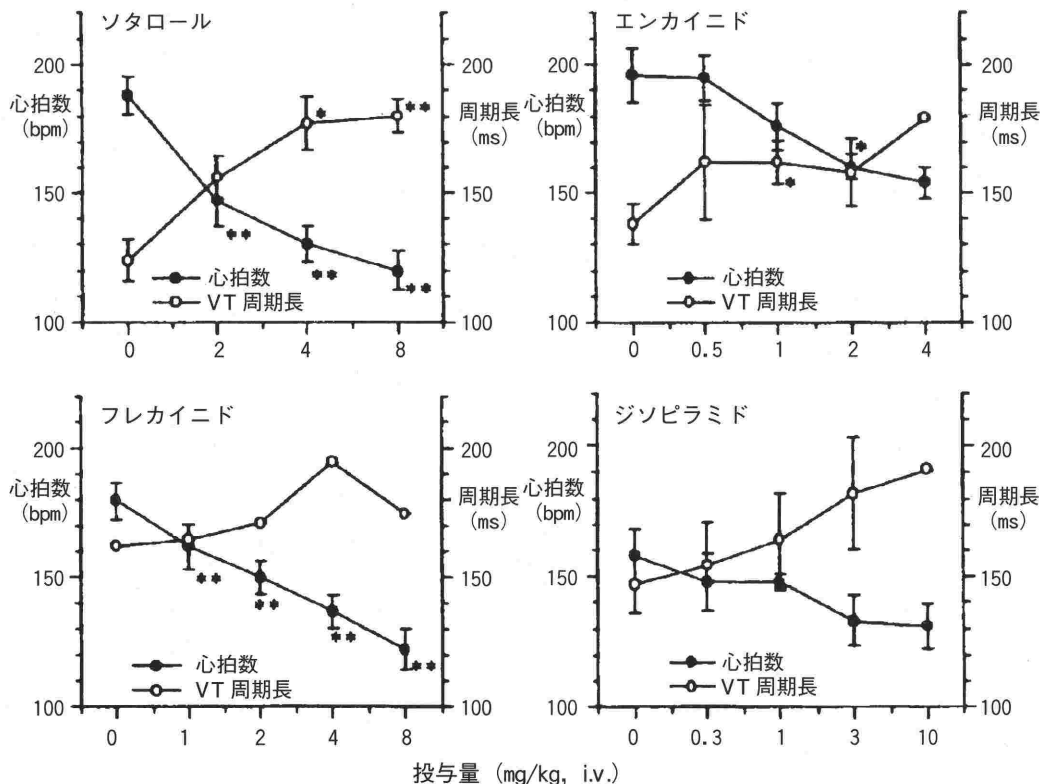 ソタロール
200
150
100
心拍数
(bpm)
200
150
100
周期長
(ms)
**
**
**
*
**
心拍数
VT 周期長
0 2 4 8
エンカイニド
200
150
100
心拍数
(bpm)
200
150
100
周期長
(ms)
*
*
心拍数
VT 周期長
0 0.5 1 2 4
フレカイニド
200
150
100
心拍数
(bpm)
200
150
100
周期長
(ms)
**
**
**
**
心拍数
VT 周期長
0 1 2 4 8
ジソピラミド
200
150
100
心拍数
(bpm)
200
150
100
周期長
(ms)
心拍数
VT 周期長
0 0.3 1 3 10
投与量 (mg/kg, i.v.)